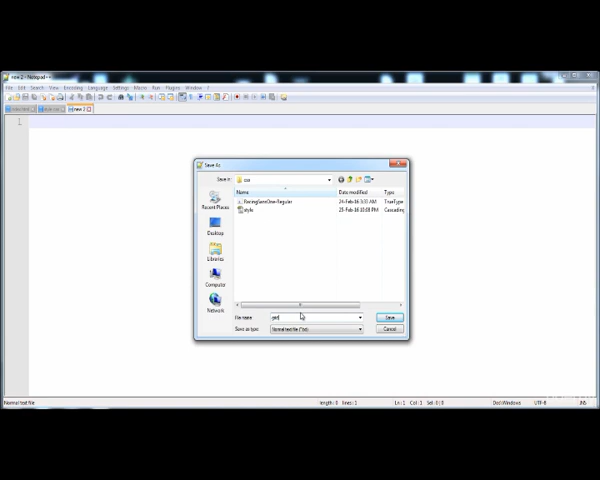 new 2 - Notepad++
File Edit Search View Encoding Language Settings Macro Run Plugins Window ?
new 2
1
Save As
Save in: css
Name Date modified Type
RacingSansOne-Regular 24-Feb-16 3:33 AM TrueType
style 25-Feb-16 10:08 PM Cascading
Recent Places
Desktop
Libraries
Computer
Network
File name:
Save
Save as type: Normal text file (*.txt)
Cancel
Normal text file length : 0 lines : 1 Ln : 1 Col : 1 Sel : 0 | 0 Dos\Windows UTF-8 INS